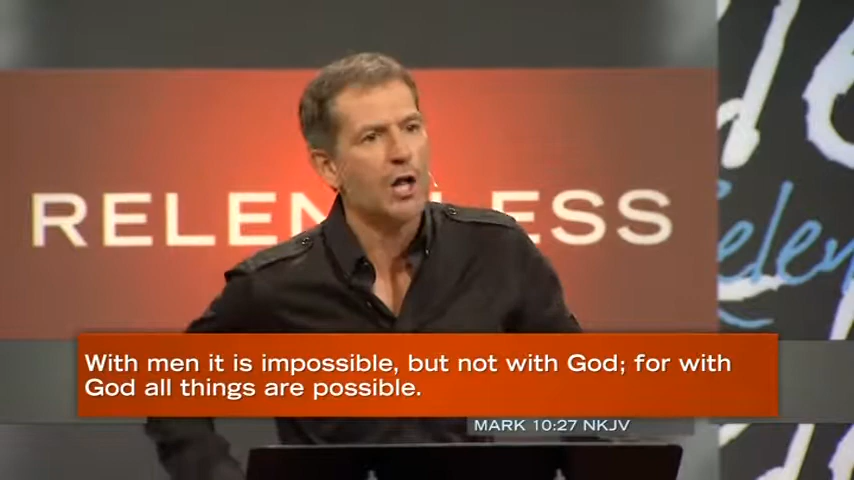 RELEN ESS
With men it is impossible, but not with God; for with
God all things are possible.
MARK 10:27 NKJV